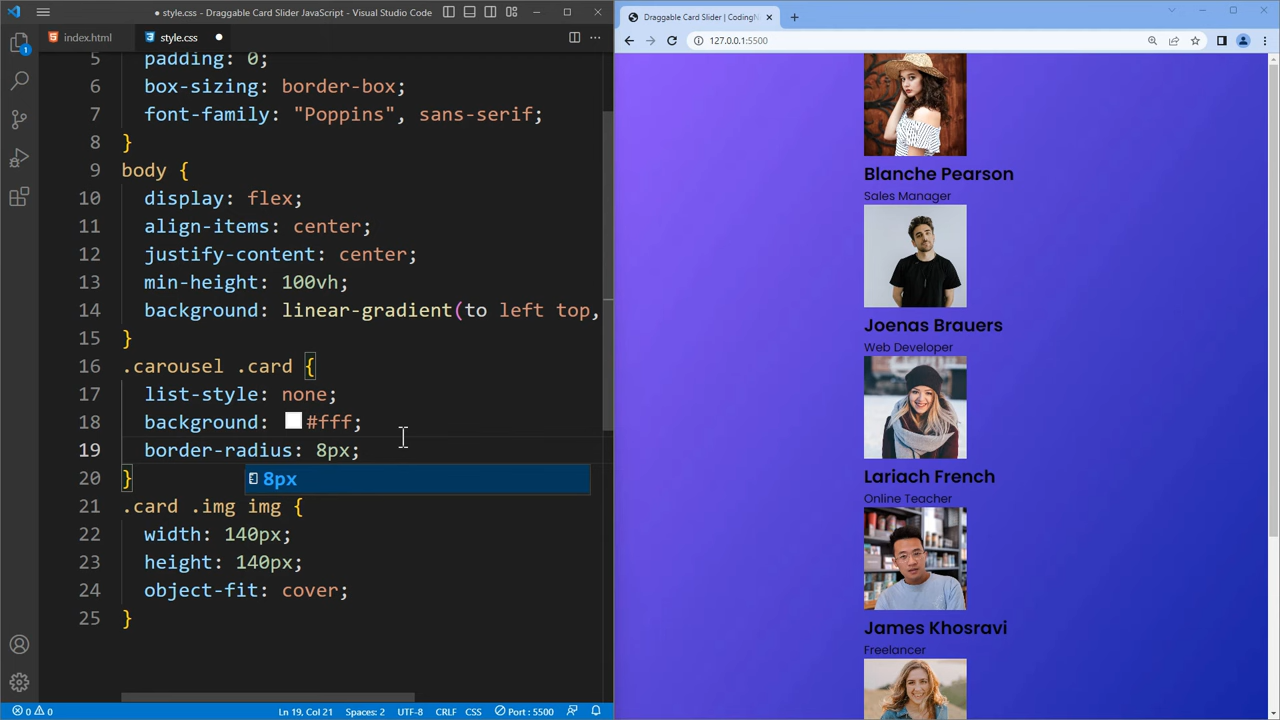 ● style.css - Draggable Card Slider JavaScript - Visual Studio Code
index.html
style.css ●
1
5 padding: 0;
6 box-sizing: border-box;
7 font-family: "Poppins", sans-serif;
8 }
9 body {
10 display: flex;
11 align-items: center;
12 justify-content: center;
13 min-height: 100vh;
14 background: linear-gradient(to left top,
15 }
16 .carousel .card {
17 list-style: none;
18 background: #fff;
19 border-radius: 8px;
8px
20 }
21 .card .img img {
22 width: 140px;
23 height: 140px;
24 object-fit: cover;
25 }
0 0
Ln 19, Col 21
Spaces: 2
UTF-8
CRLF
CSS
Port : 5500
Draggable Card Slider | CodingN
127.0.0.1:5500
Blanche Pearson
Sales Manager
Joenas Brauers
Web Developer
Lariach French
Online Teacher
James Khosravi
Freelancer